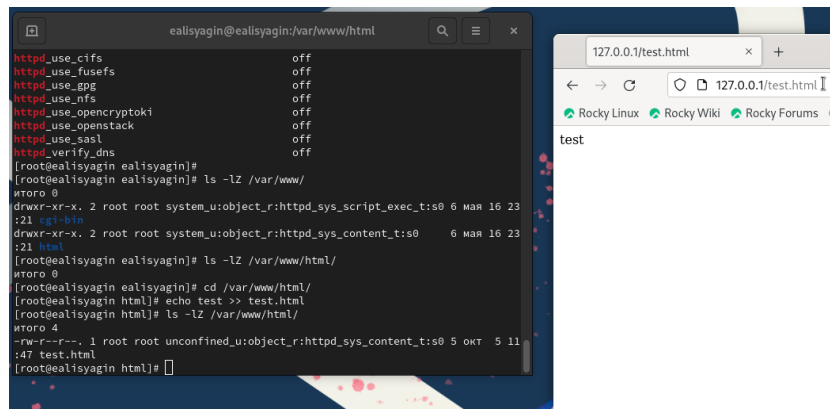 ealisyagin@ealisyagin:/var/www/html
httpd_use_cifs off
httpd_use_fusefs off
httpd_use_gpg off
httpd_use_nfs off
httpd_use_opencryptoki off
httpd_use_openstack off
httpd_use_sasl off
httpd_verify_dns off
[root@ealisyagin ealisyagin]#
[root@ealisyagin ealisyagin]# ls -lZ /var/www/
итого 0
drwxr-xr-x. 2 root root system_u:object_r:httpd_sys_script_exec_t:s0 6 мая 16 23
:21 cgi-bin
drwxr-xr-x. 2 root root system_u:object_r:httpd_sys_content_t:s0 6 мая 16 23
:21 html
[root@ealisyagin ealisyagin]# ls -lZ /var/www/html/
итого 0
[root@ealisyagin ealisyagin]# cd /var/www/html/
[root@ealisyagin html]# echo test >> test.html
[root@ealisyagin html]# ls -lZ /var/www/html/
итого 4
-rw-r--r--. 1 root root unconfined_u:object_r:httpd_sys_content_t:s0 5 окт 5 11
:47 test.html
[root@ealisyagin html]#
127.0.0.1/test.html
127.0.0.1/test.html
Rocky Linux Rocky Wiki Rocky Forums
test